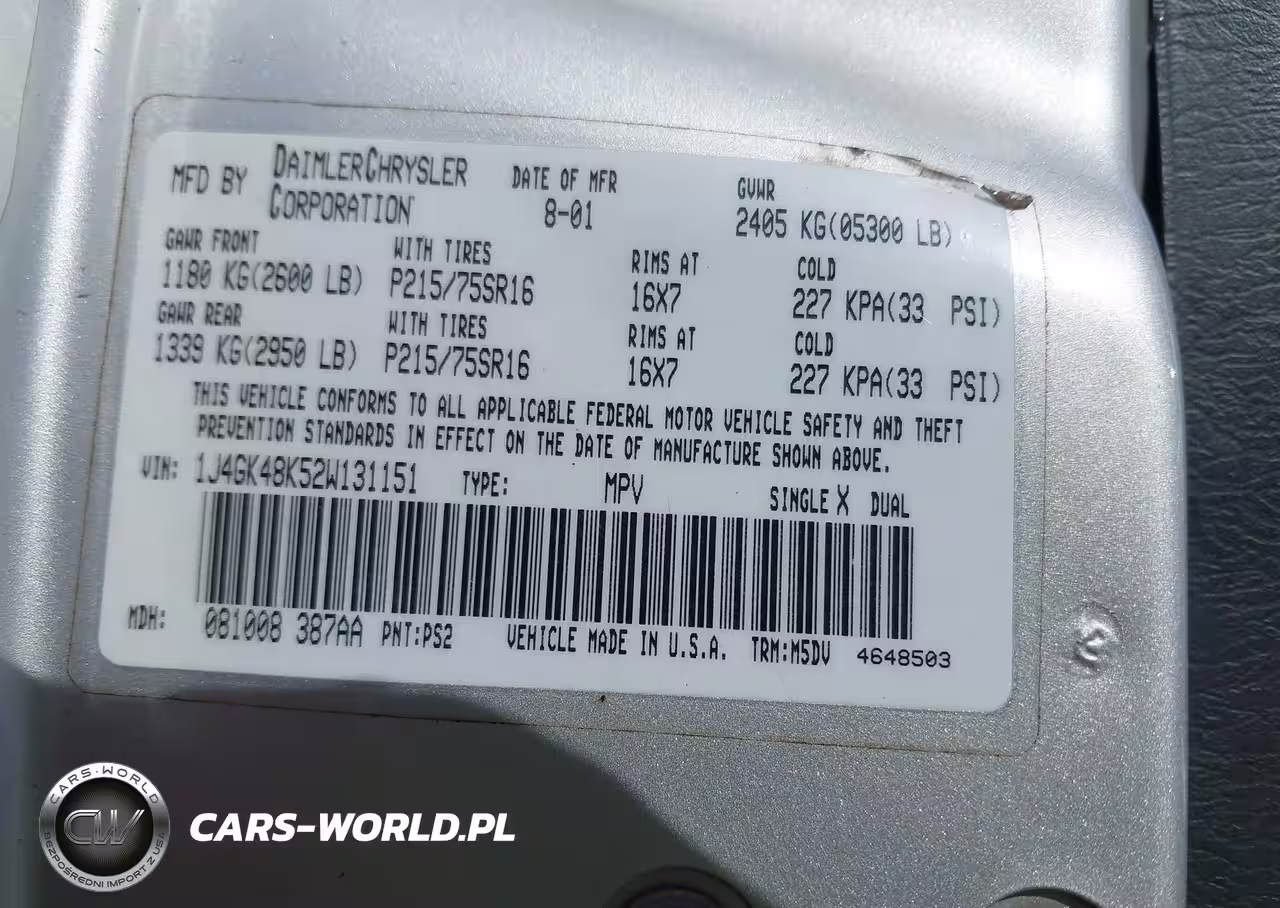 MFD BY DAIMLERCHRYSLER CORPORATION
DATE OF MFR
8-01
GVWR
2405 KG(05300 LB)
GAWR FRONT WITH TIRES RIMS AT COLD
1180 KG(2600 LB) P215/75SR16 16X7 227 KPA(33 PSI)
GAWR REAR WITH TIRES RIMS AT COLD
1339 KG(2950 LB) P215/75SR16 16X7 227 KPA(33 PSI)
THIS VEHICLE CONFORMS TO ALL APPLICABLE FEDERAL MOTOR VEHICLE SAFETY AND THEFT
PREVENTION STANDARDS IN EFFECT ON THE DATE OF MANUFACTURE SHOWN ABOVE.
VIN: 1J4GK48K52W131151 TYPE: MPV SINGLE X DUAL
MDH: 081008 387AA PNT:PS2 VEHICLE MADE IN U.S.A. TRM:M5DV 4648503
3
CARS-WORLD
CW
BEZPOŚREDNI IMPORT Z USA
CARS-WORLD.PL